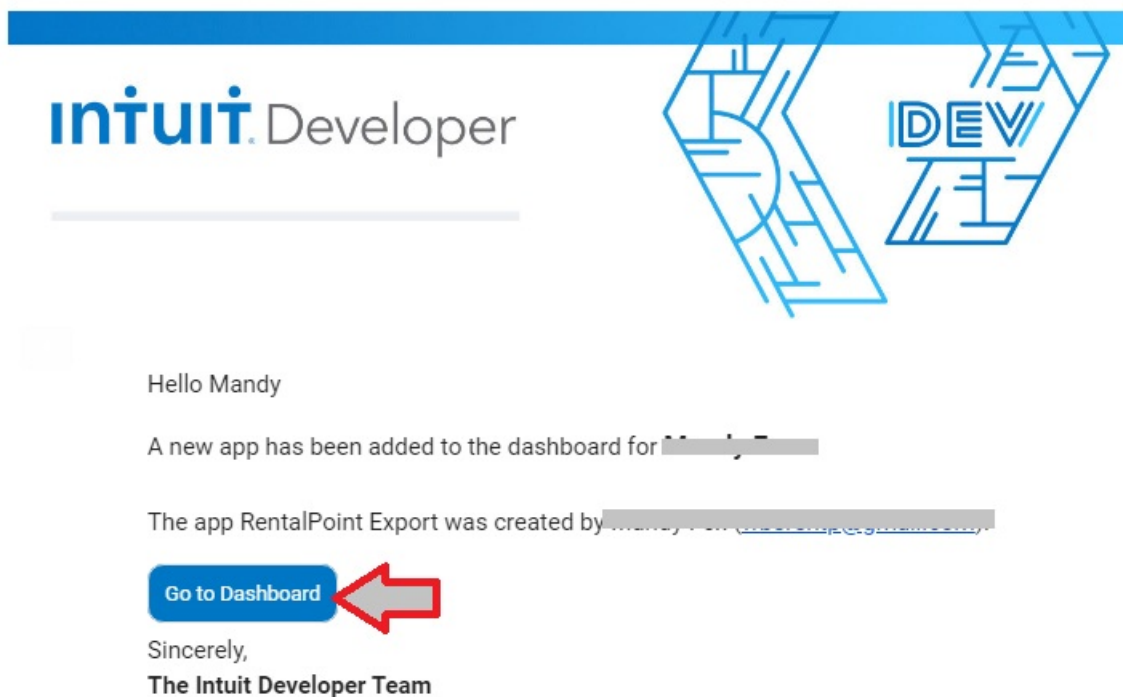 intuit. Developer
DEV
Hello Mandy
A new app has been added to the dashboard for
The app RentalPoint Export was created by
Go to Dashboard
Sincerely,
The Intuit Developer Team